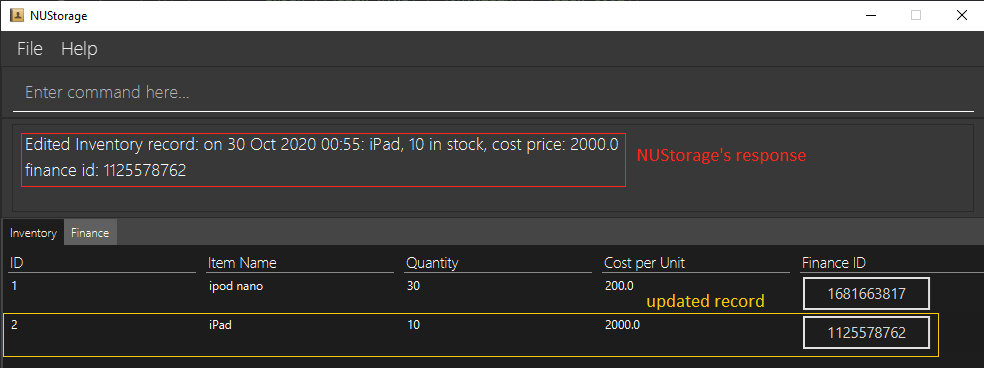 NUStorage
File Help
Enter command here...
Edited Inventory record: on 30 Oct 2020 00:55: iPad, 10 in stock, cost price: 2000.0
finance id: 1125578762
NUStorage's response
Inventory Finance
ID Item Name Quantity Cost per Unit Finance ID
1 ipod nano 30 200.0 1681663817
updated record
2 iPad 10 2000.0 1125578762